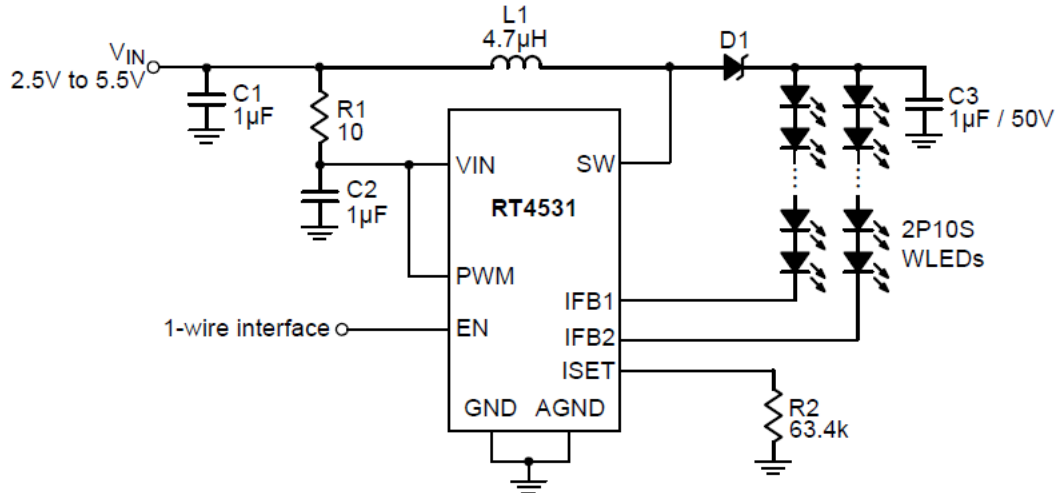 L1
4.7µH
D1
VIN
2.5V to 5.5V
C1
1µF
R1
10
C3
1µF / 50V
VIN
SW
C2
1µF
RT4531
2P10S
WLEDs
PWM
IFB1
1-wire interface
EN
IFB2
ISET
GND
AGND
R2
63.4k